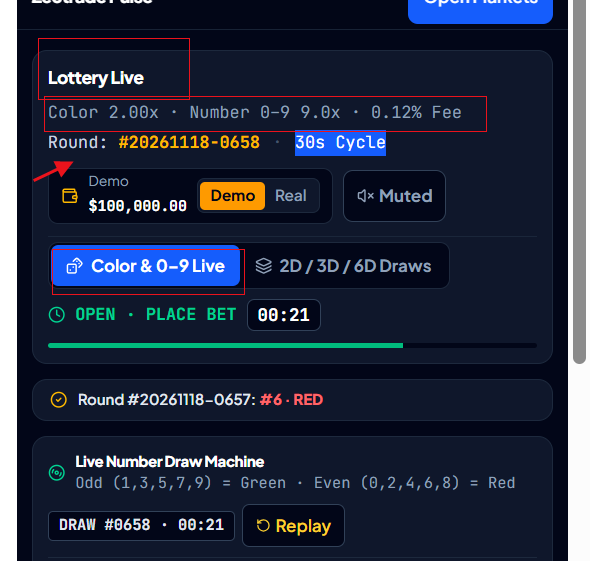 Lottery Live
Color 2.00x · Number 0-9 9.0x · 0.12% Fee
Round: #20261118-0658 · 30s Cycle
Demo
$100,000.00
Demo Real
Muted
Color & 0-9 Live
2D / 3D / 6D Draws
OPEN · PLACE BET 00:21
Round #20261118-0657: #6 · RED
Live Number Draw Machine
Odd (1,3,5,7,9) = Green · Even (0,2,4,6,8) = Red
DRAW #0658 · 00:21
Replay